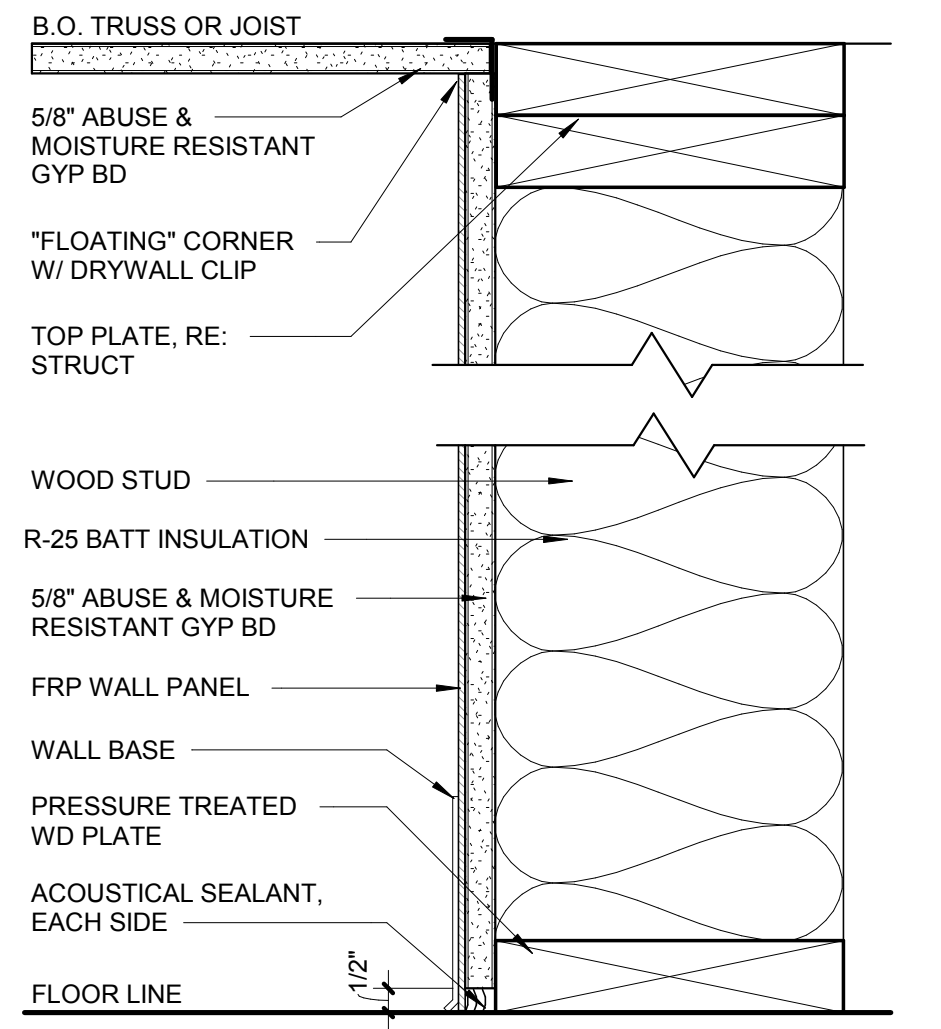 B.O. TRUSS OR JOIST
5/8" ABUSE &
MOISTURE RESISTANT
GYP BD
"FLOATING" CORNER
W/ DRYWALL CLIP
TOP PLATE, RE:
STRUCT
WOOD STUD
R-25 BATT INSULATION
5/8" ABUSE & MOISTURE
RESISTANT GYP BD
FRP WALL PANEL
WALL BASE
PRESSURE TREATED
WD PLATE
ACOUSTICAL SEALANT,
EACH SIDE
1/2"
FLOOR LINE